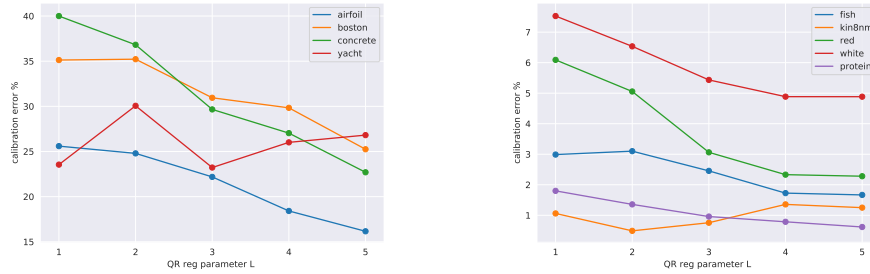 40
35
30
25
20
15
calibration error %
1 2 3 4 5
QR reg parameter L
airfoil
boston
concrete
yacht
7
6
5
4
3
2
1
calibration error %
1 2 3 4 5
QR reg parameter L
fish
kin8nm
red
white
protein